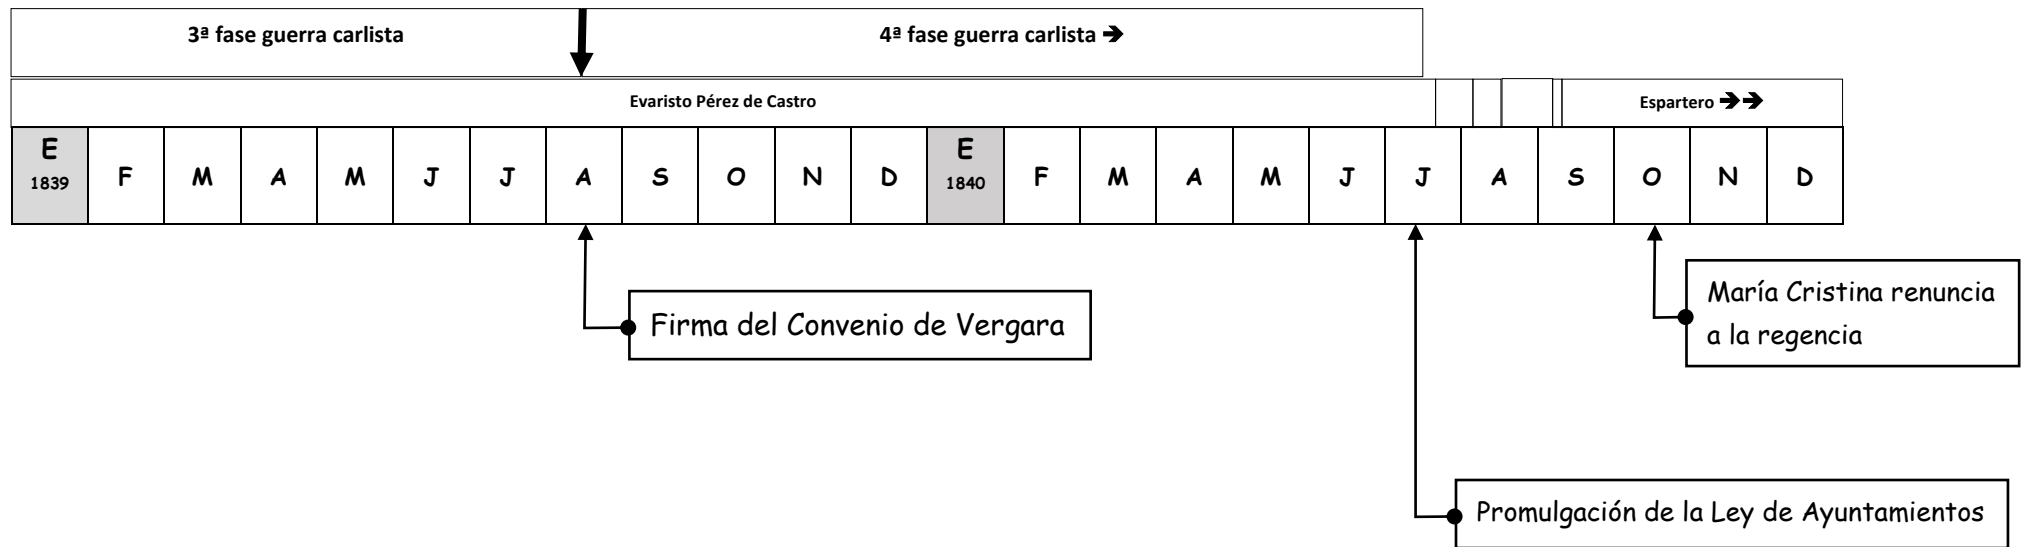 3ª fase guerra carlista
4ª fase guerra carlista →
Evaristo Pérez de Castro
Espartero →→
E 1839 F M A M J J A S O N D E 1840 F M A M J J A S O N D
Firma del Convenio de Vergara
María Cristina renuncia
a la regencia
Promulgación de la Ley de Ayuntamientos